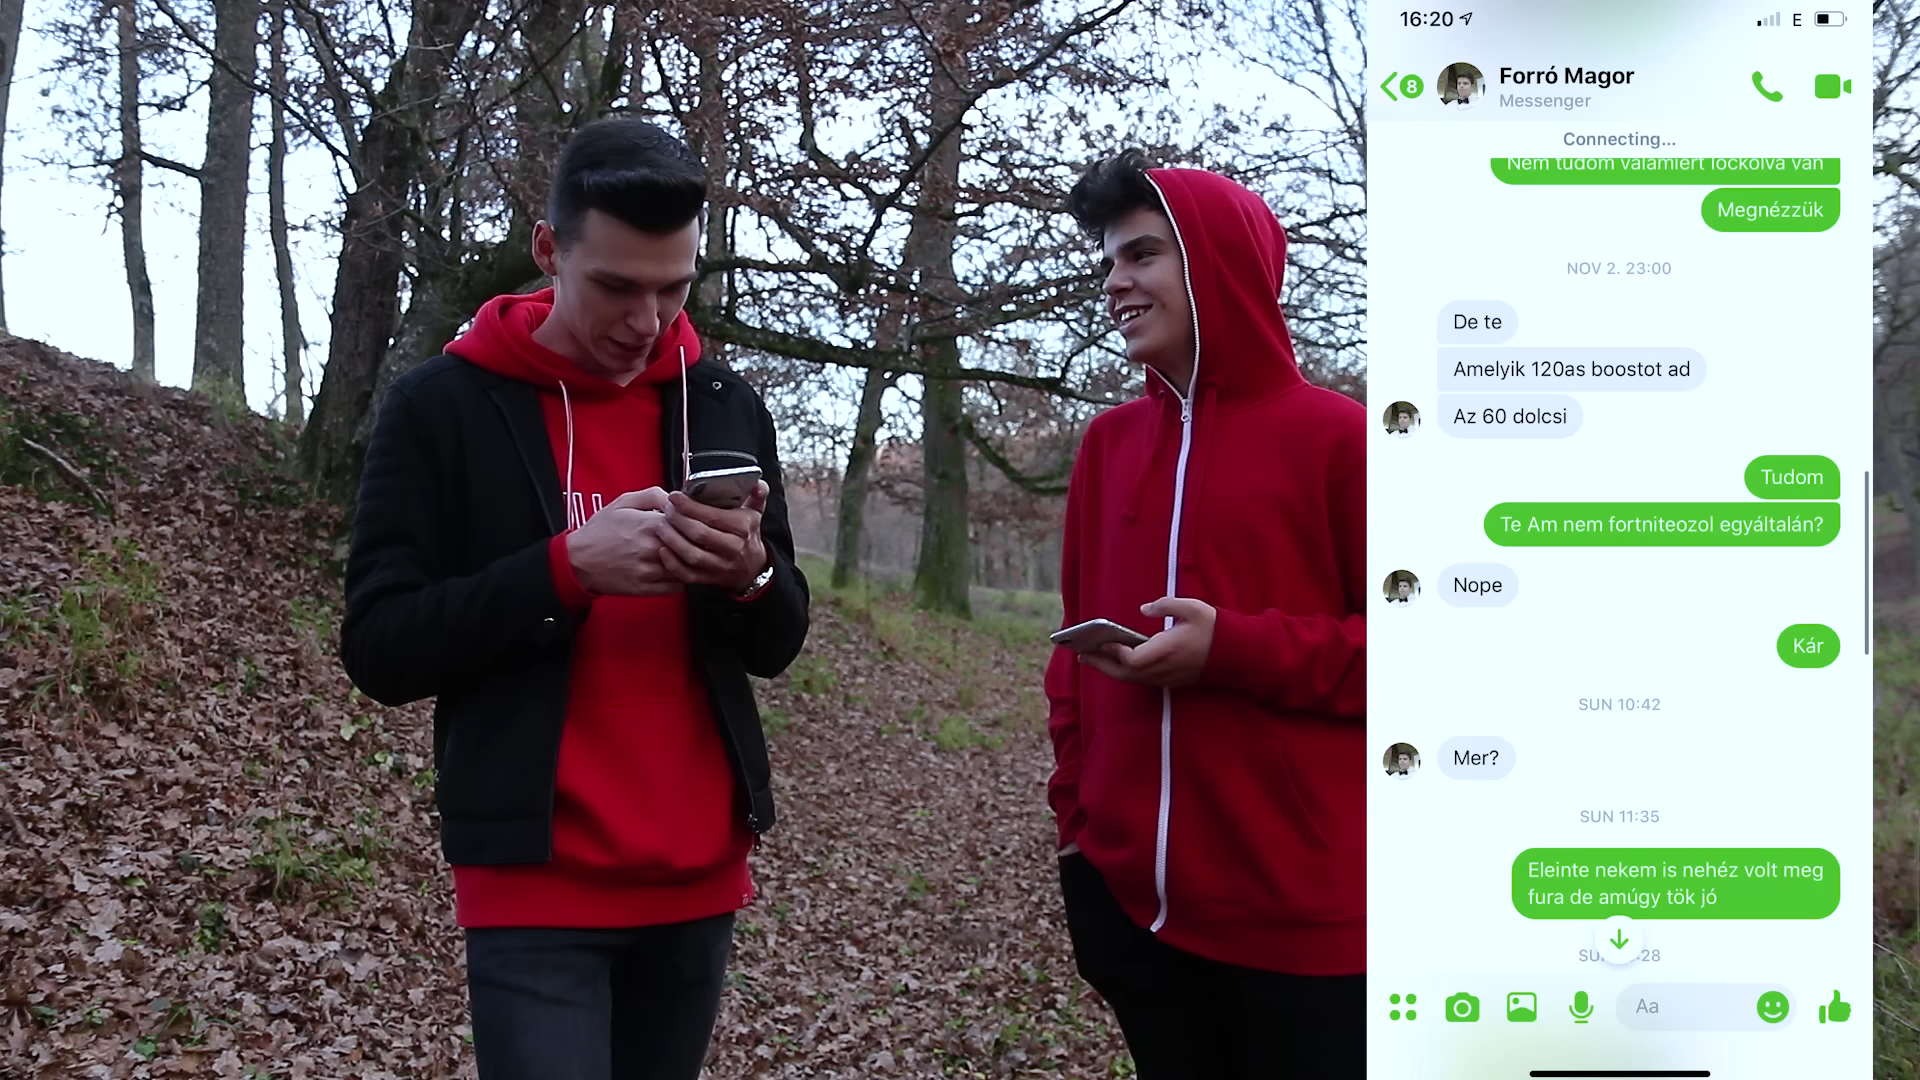 16:20
E
8
Forró Magor
Messenger
Connecting...
Nem tudom valamiért lockolva van
Megnézzük
NOV 2. 23:00
De te
Amelyik 120as boostot ad
Az 60 dolcsi
Tudom
Te Am nem fortniteozol egyáltalán?
Nope
Kár
SUN 10:42
Mer?
SUN 11:35
Eleinte nekem is nehéz volt meg
fura de amúgy tök jó
Aa